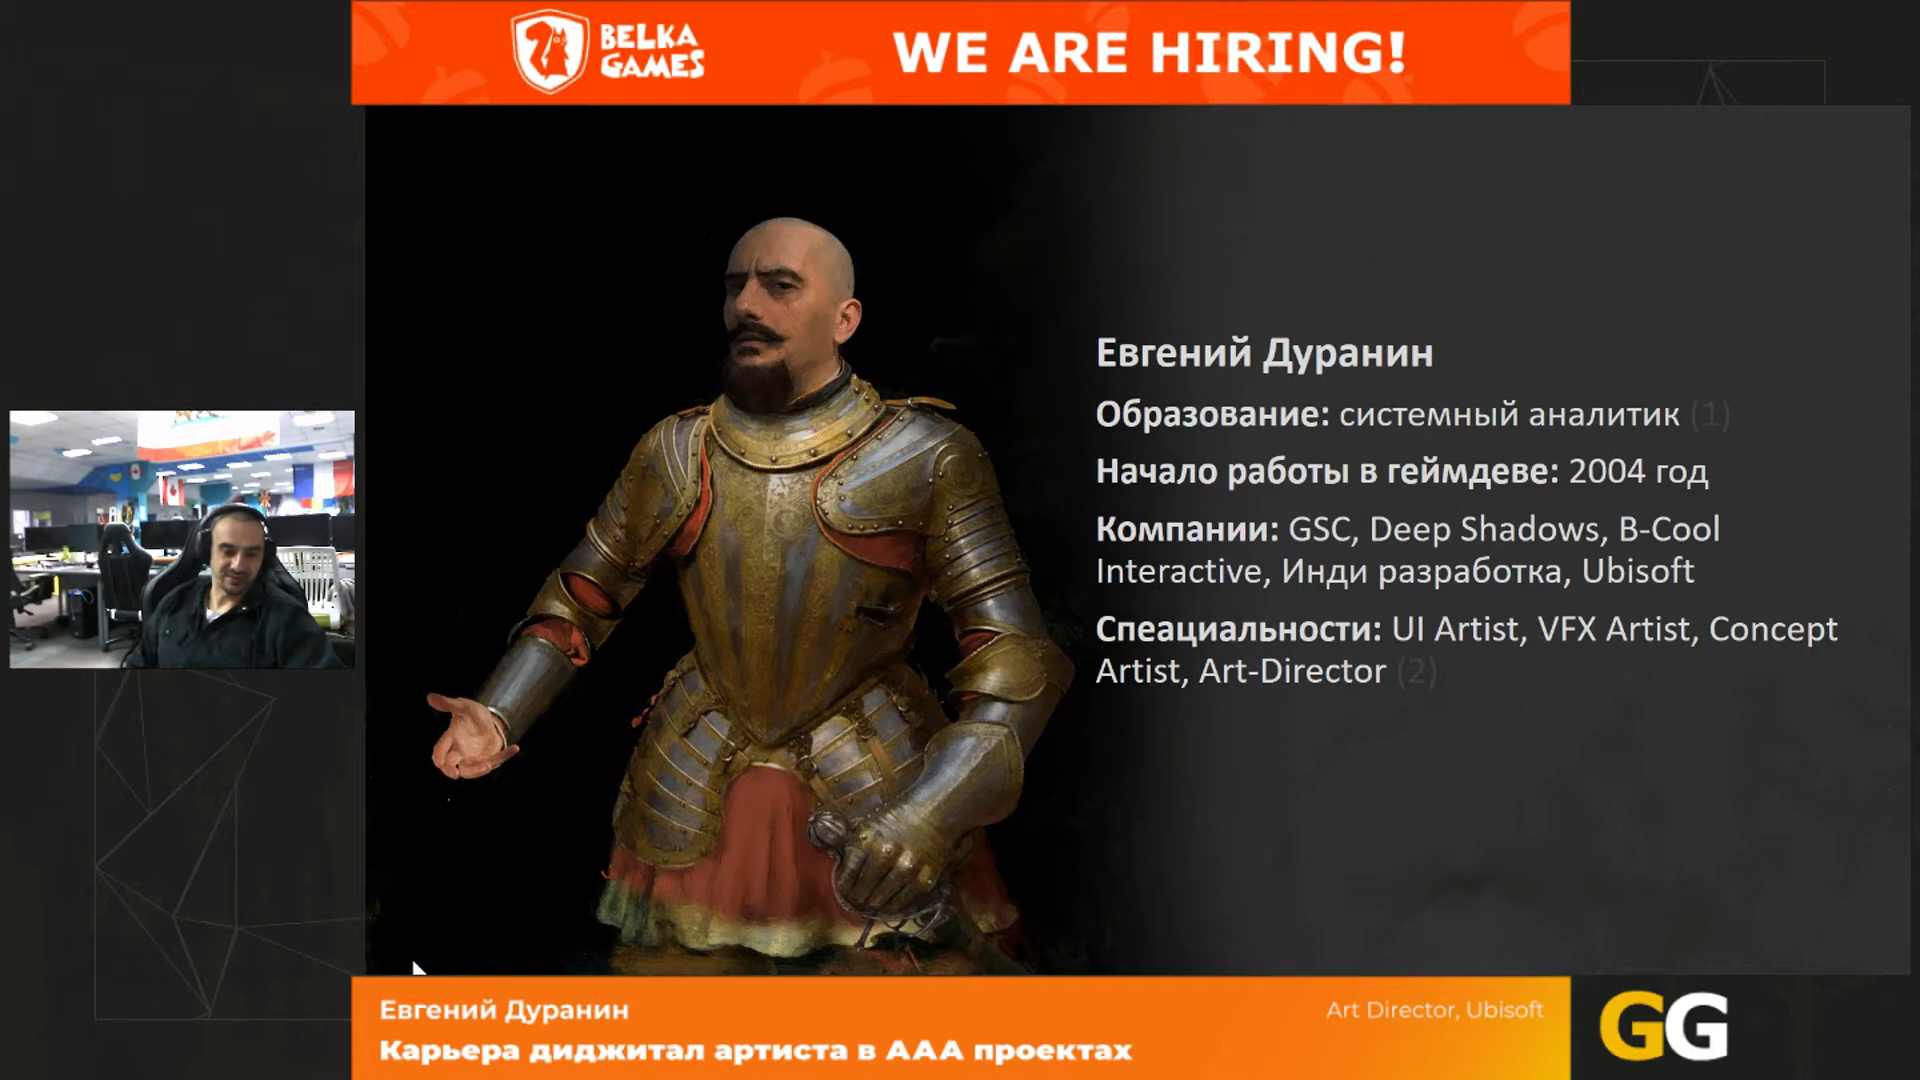 BELKA
GAMES
WE ARE HIRING!
Евгений Дуранин
Образование: системный аналитик (1)
Начало работы в геймдеве: 2004 год
Компании: GSC, Deep Shadows, B-Cool
Interactive, Инди разработка, Ubisoft
Спеациальности: UI Artist, VFX Artist, Concept
Artist, Art-Director (2)
Евгений Дуранин
Art Director, Ubisoft
Карьера диджитал артиста в ААА проектах
GG